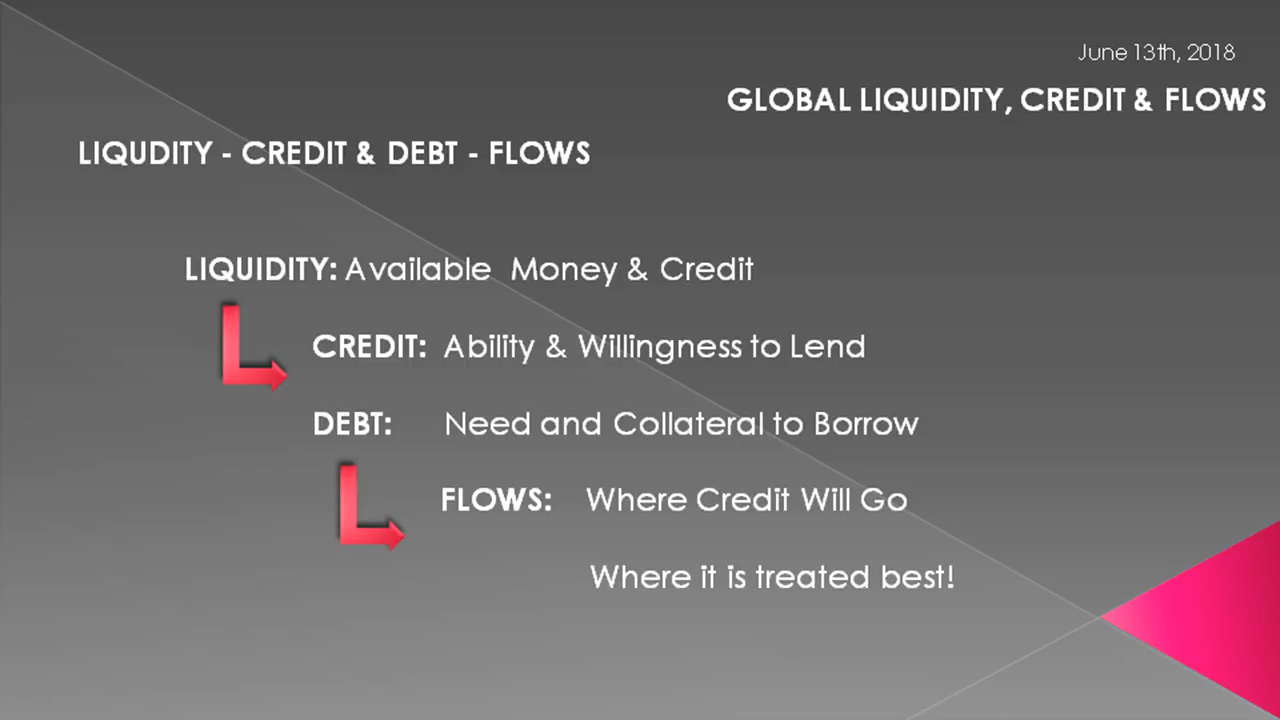 June 13th, 2018
GLOBAL LIQUIDITY, CREDIT & FLOWS
LIQUDITY - CREDIT & DEBT - FLOWS
LIQUIDITY: Available Money & Credit
CREDIT: Ability & Willingness to Lend
DEBT: Need and Collateral to Borrow
FLOWS: Where Credit Will Go
Where it is treated best!